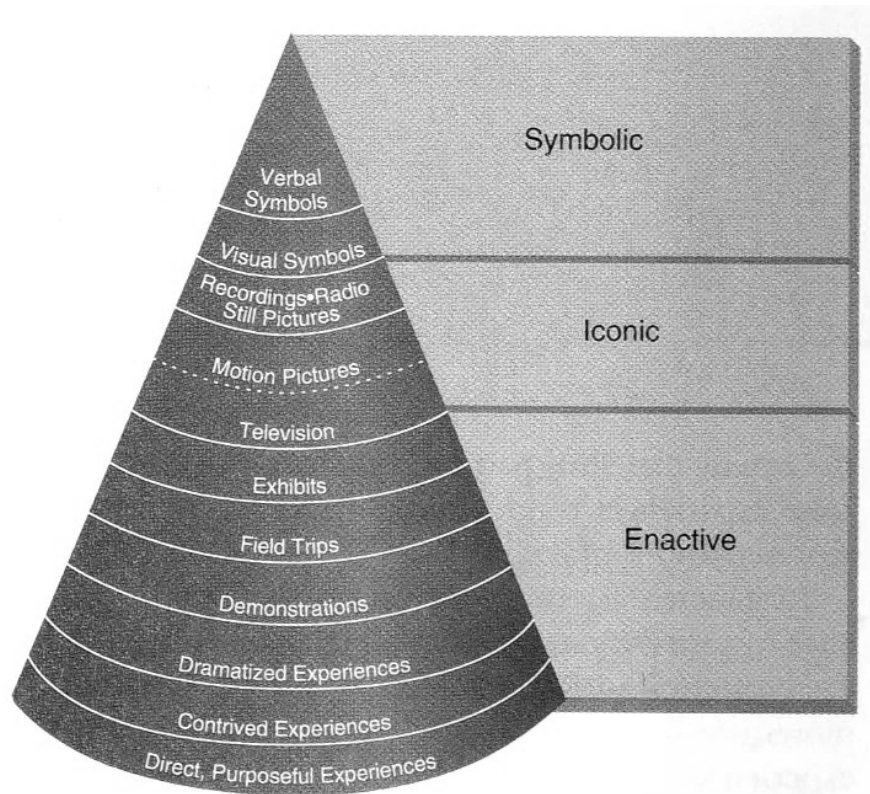 Symbolic
Verbal
Symbols
Visual Symbols
Recordings•Radio
Still Pictures
Iconic
Motion Pictures
Television
Exhibits
Field Trips
Enactive
Demonstrations
Dramatized Experiences
Contrived Experiences
Direct, Purposeful Experiences